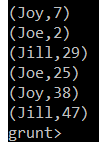 (Joy,7)
(Joe,2)
(Jill,29)
(Joe,25)
(Joy,38)
(Jill,47)
grunt>